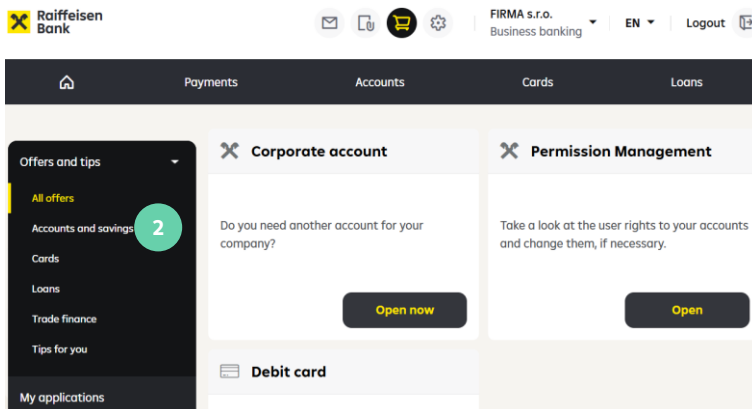 Raiffeisen
Bank
FIRMA s.r.o.
Business banking
EN
Logout
Payments
Accounts
Cards
Loans
Offers and tips
All offers
Accounts and savings
2
Cards
Loans
Trade finance
Tips for you
My applications
Corporate account
Do you need another account for your
company?
Open now
Permission Management
Take a look at the user rights to your accounts
and change them, if necessary.
Open
Debit card